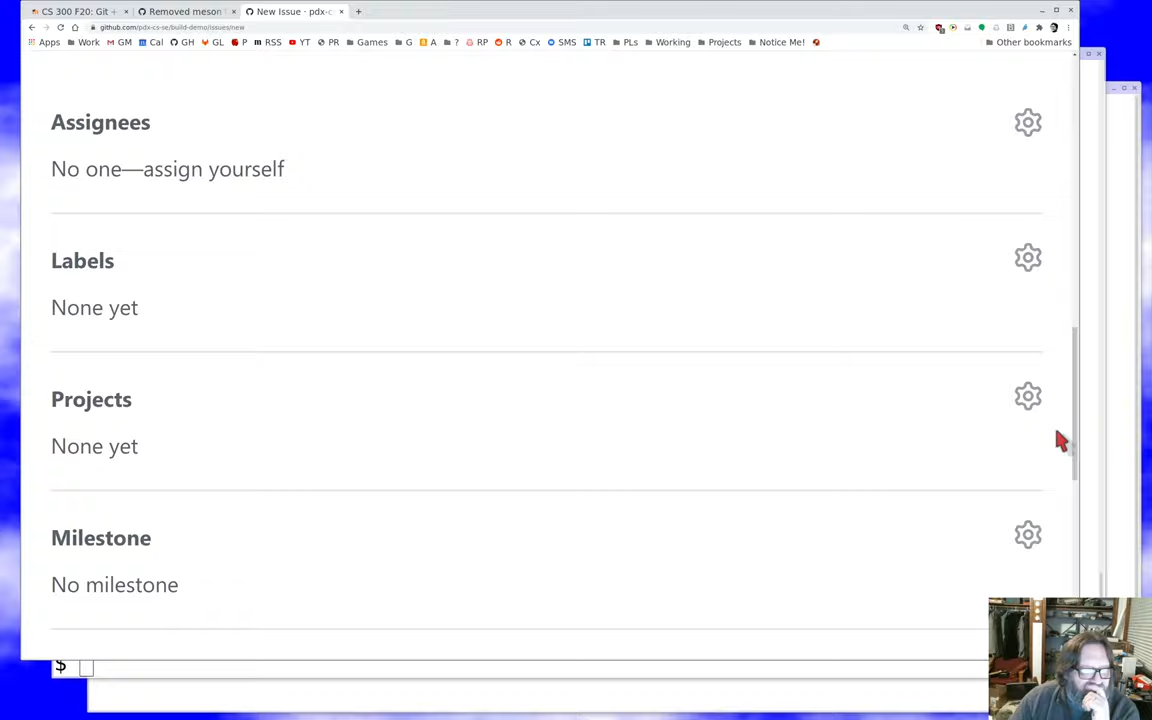 CS 300 F20: Git
Removed meson
New Issue · pdx-c
github.com/pdx-cs-se/build-demo/issues/new
Apps Work GM Cal GH GL P RSS YT PR Games G A ? RP R Cx SMS TR PLs Working Projects Notice Me! Other bookmarks
Assignees
No one—assign yourself
Labels
None yet
Projects
None yet
Milestone
No milestone
$